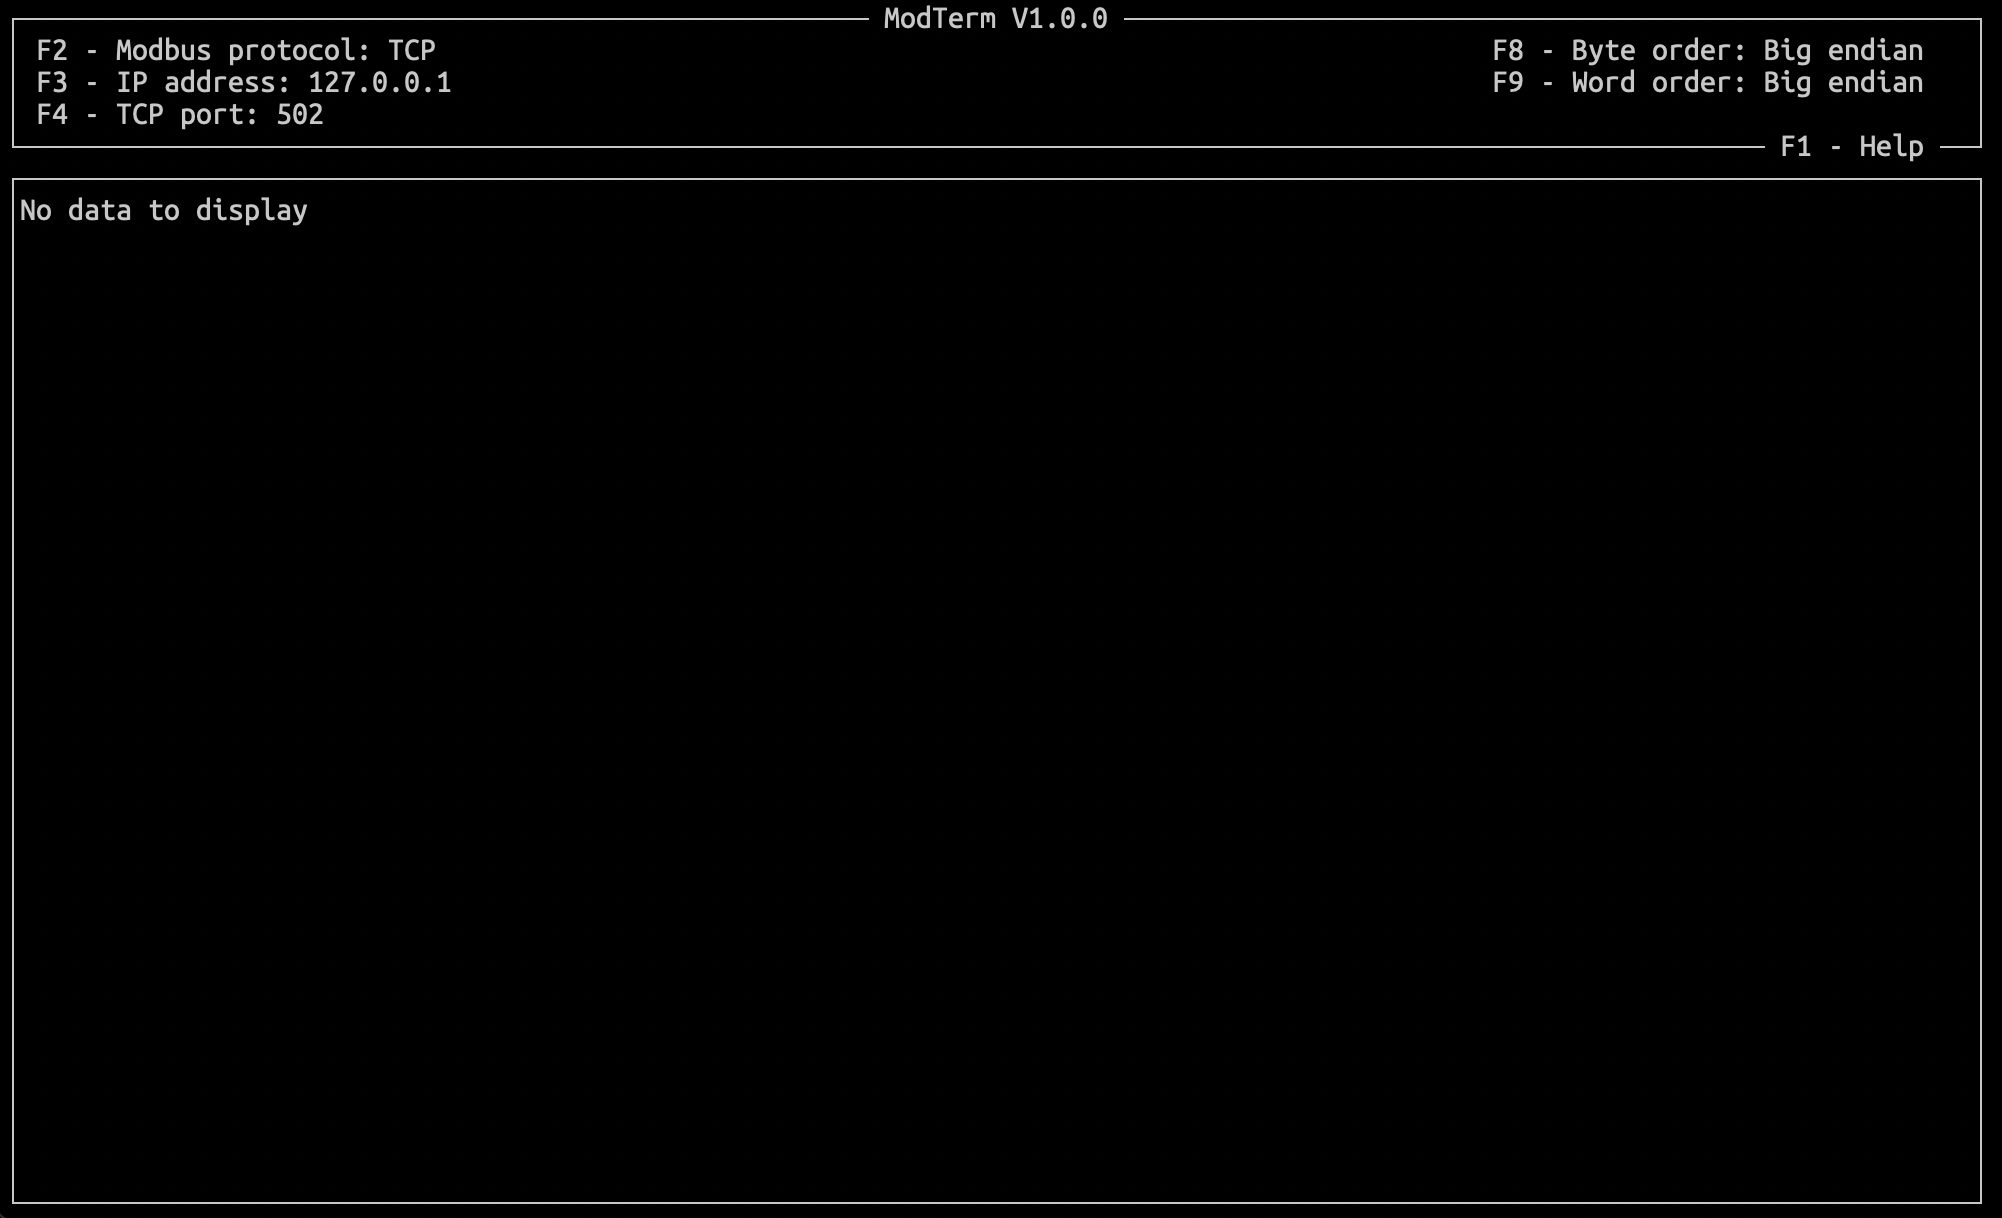 ModTerm V1.0.0
F2 - Modbus protocol: TCP
F8 - Byte order: Big endian
F3 - IP address: 127.0.0.1
F9 - Word order: Big endian
F4 - TCP port: 502
F1 - Help
No data to display